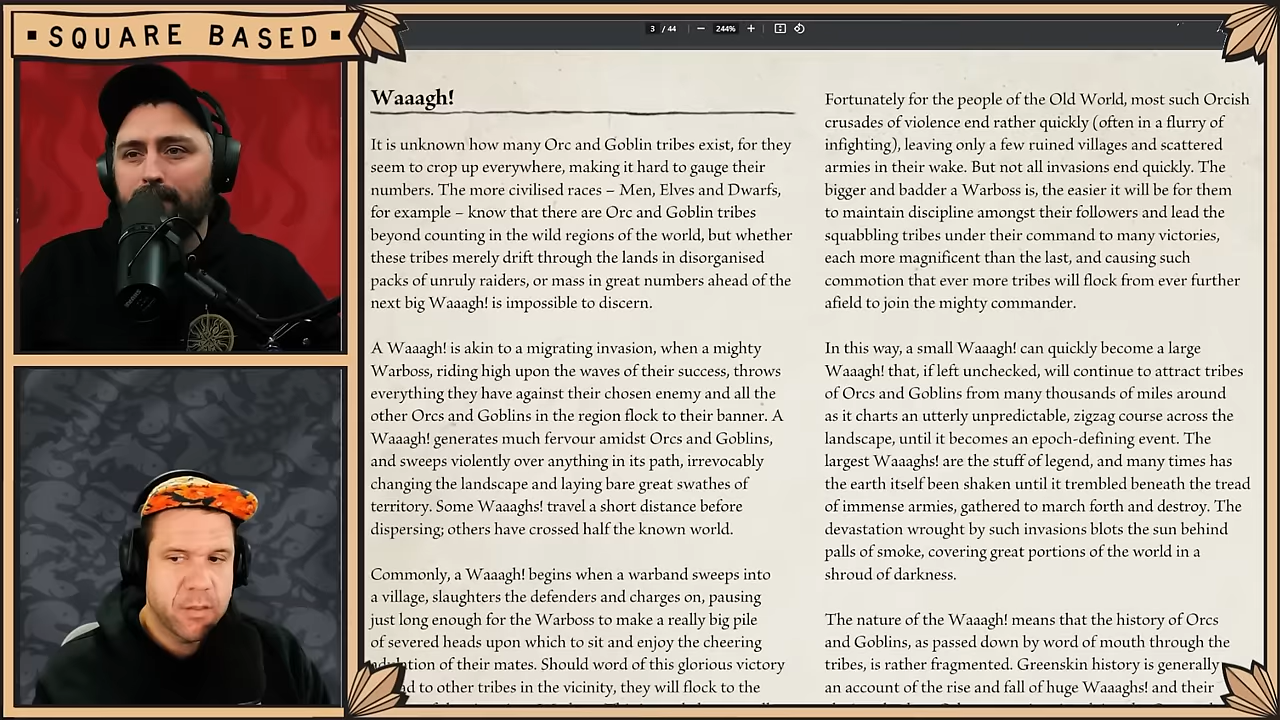 SQUARE BASED
3 / 44
244%
Waaagh!
It is unknown how many Orc and Goblin tribes exist, for they
seem to crop up everywhere, making it hard to gauge their
numbers. The more civilised races – Men, Elves and Dwarfs,
for example – know that there are Orc and Goblin tribes
beyond counting in the wild regions of the world, but whether
these tribes merely drift through the lands in disorganised
packs of unruly raiders, or mass in great numbers ahead of the
next big Waaagh! is impossible to discern.
A Waaagh! is akin to a migrating invasion, when a mighty
Warboss, riding high upon the waves of their success, throws
everything they have against their chosen enemy and all the
other Orcs and Goblins in the region flock to their banner. A
Waaagh! generates much fervour amidst Orcs and Goblins,
and sweeps violently over anything in its path, irrevocably
changing the landscape and laying bare great swathes of
territory. Some Waaaghs! travel a short distance before
dispersing; others have crossed half the known world.
Commonly, a Waaagh! begins when a warband sweeps into
a village, slaughters the defenders and charges on, pausing
just long enough for the Warboss to make a really big pile
of severed heads upon which to sit and enjoy the cheering
of their mates. Should word of this glorious victory
to other tribes in the vicinity, they will flock to the
Fortunately for the people of the Old World, most such Orcish
crusades of violence end rather quickly (often in a flurry of
infighting), leaving only a few ruined villages and scattered
armies in their wake. But not all invasions end quickly. The
bigger and badder a Warboss is, the easier it will be for them
to maintain discipline amongst their followers and lead the
squabbling tribes under their command to many victories,
each more magnificent than the last, and causing such
commotion that ever more tribes will flock from ever further
afield to join the mighty commander.
In this way, a small Waaagh! can quickly become a large
Waaagh! that, if left unchecked, will continue to attract tribes
of Orcs and Goblins from many thousands of miles around
as it charts an utterly unpredictable, zigzag course across the
landscape, until it becomes an epoch-defining event. The
largest Waaaghs! are the stuff of legend, and many times has
the earth itself been shaken until it trembled beneath the tread
of immense armies, gathered to march forth and destroy. The
devastation wrought by such invasions blots the sun behind
palls of smoke, covering great portions of the world in a
shroud of darkness.
The nature of the Waaagh! means that the history of Orcs
and Goblins, as passed down by word of mouth through the
tribes, is rather fragmented. Greenskin history is generally
an account of the rise and fall of huge Waaaghs! and their